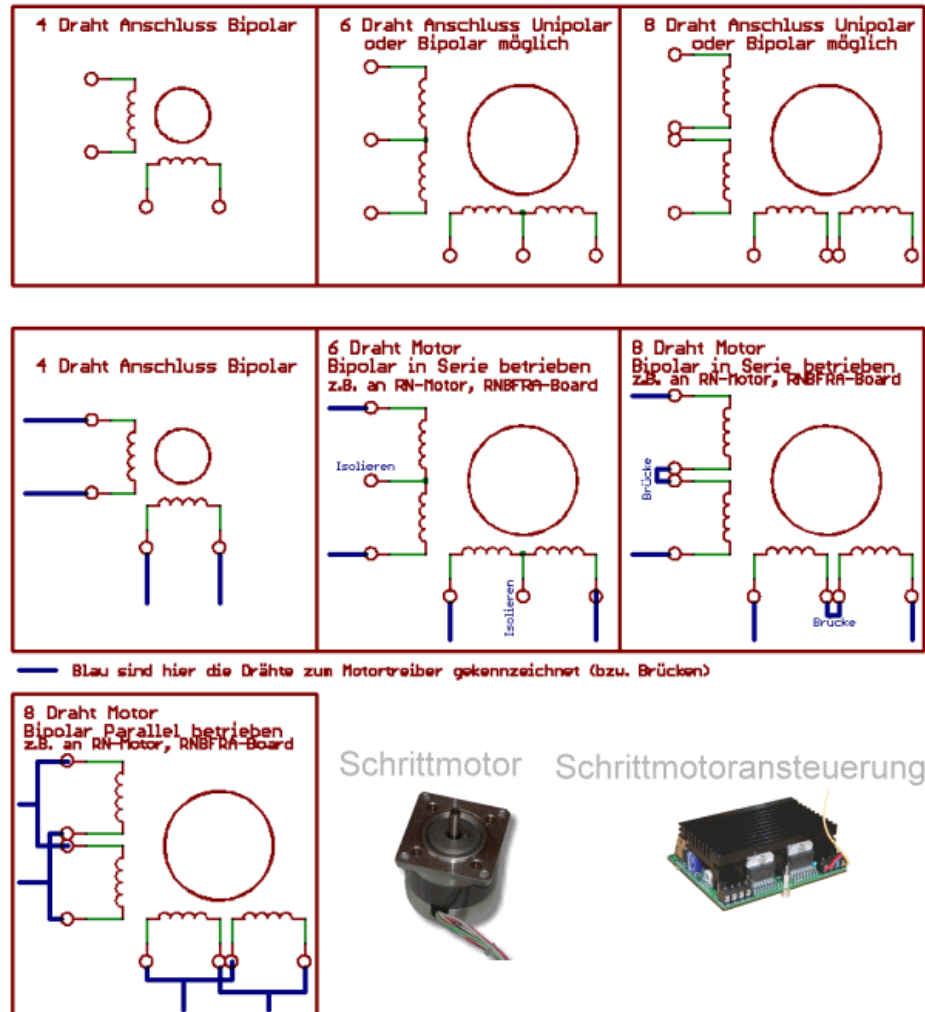 4 Draht Anschluss Bipolar
6 Draht Anschluss Unipolar
oder Bipolar möglich
8 Draht Anschluss Unipolar
oder Bipolar möglich
4 Draht Anschluss Bipolar
6 Draht Motor
Bipolar in Serie betrieben
z.B. an RN-Motor, RNBFRA-Board
Isolieren
Isolieren
8 Draht Motor
Bipolar in Serie betrieben
z.B. an RN-Motor, RNBFRA-Board
Brücke
Brücke
Blau sind hier die Drähte zum Motortreiber gekennzeichnet (bzw. Brücken)
8 Draht Motor
Bipolar Parallel betrieben
z.B. an RN-Motor, RNBFRA-Board
Schrittmotor
Schrittmotoransteuerung